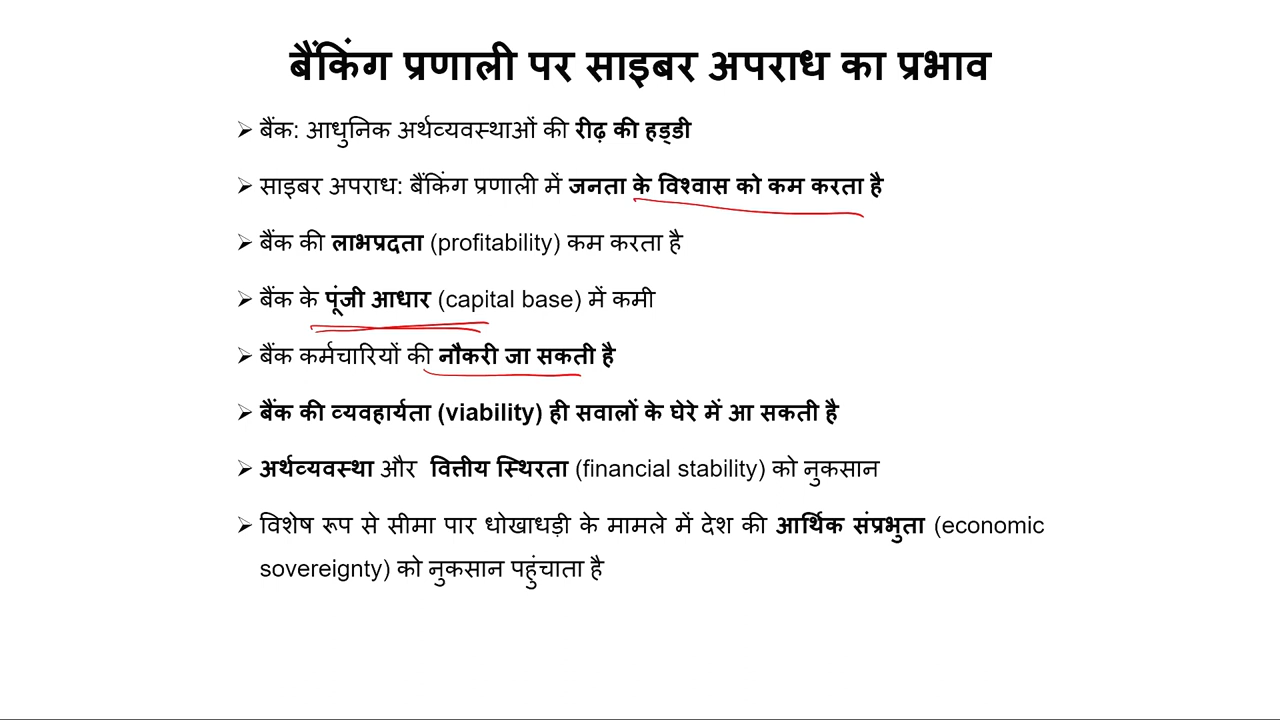 बैंकिंग प्रणाली पर साइबर अपराध का प्रभाव
➢ बैंक: आधुनिक अर्थव्यवस्थाओं की रीढ़ की हड्डी
➢ साइबर अपराध: बैंकिंग प्रणाली में जनता के विश्वास को कम करता है
➢ बैंक की लाभप्रदता (profitability) कम करता है
➢ बैंक के पूंजी आधार (capital base) में कमी
➢ बैंक कर्मचारियों की नौकरी जा सकती है
➢ बैंक की व्यवहार्यता (viability) ही सवालों के घेरे में आ सकती है
➢ अर्थव्यवस्था और वित्तीय स्थिरता (financial stability) को नुकसान
➢ विशेष रूप से सीमा पार धोखाधड़ी के मामले में देश की आर्थिक संप्रभुता (economic
sovereignty) को नुकसान पहुंचाता है